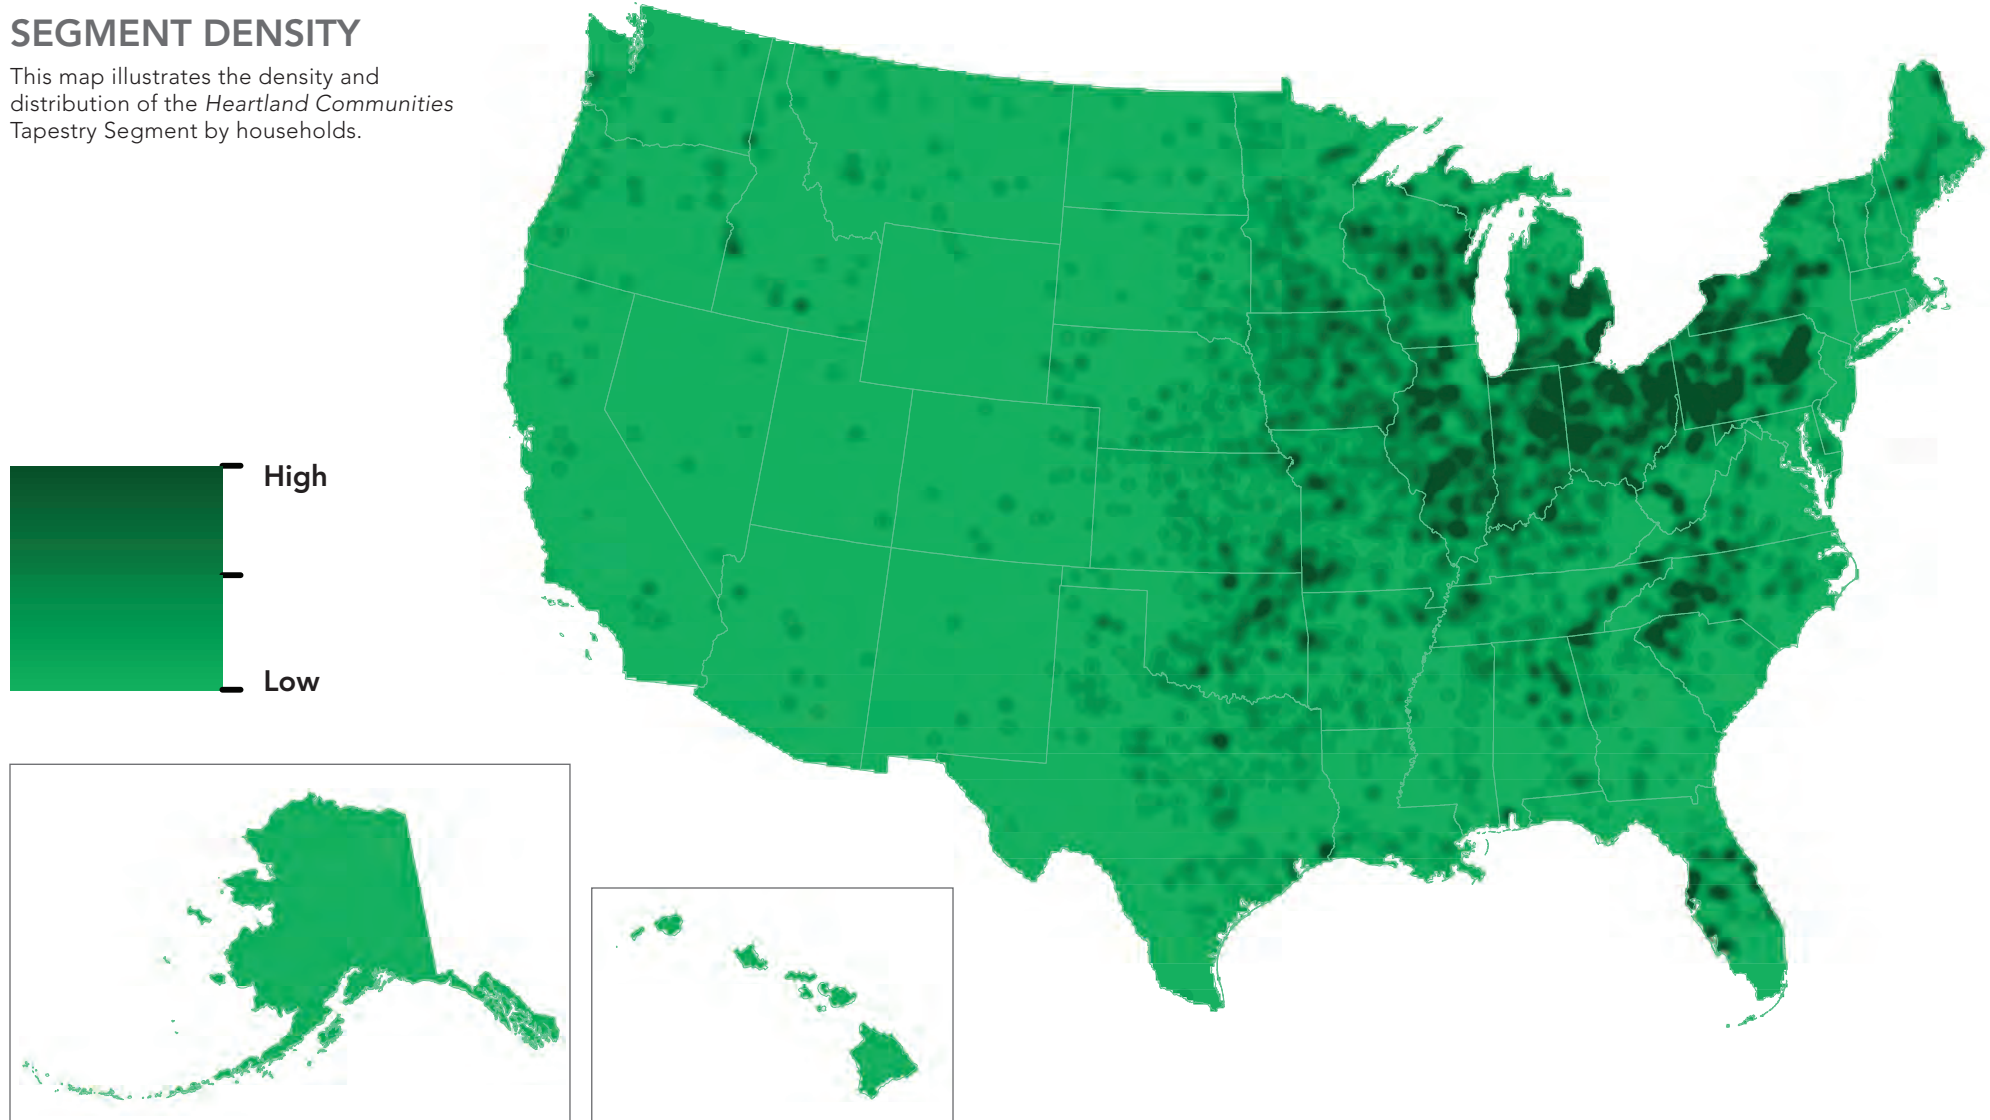 SEGMENT DENSITY
This map illustrates the density and
distribution of the Heartland Communities
Tapestry Segment by households.
High
Low